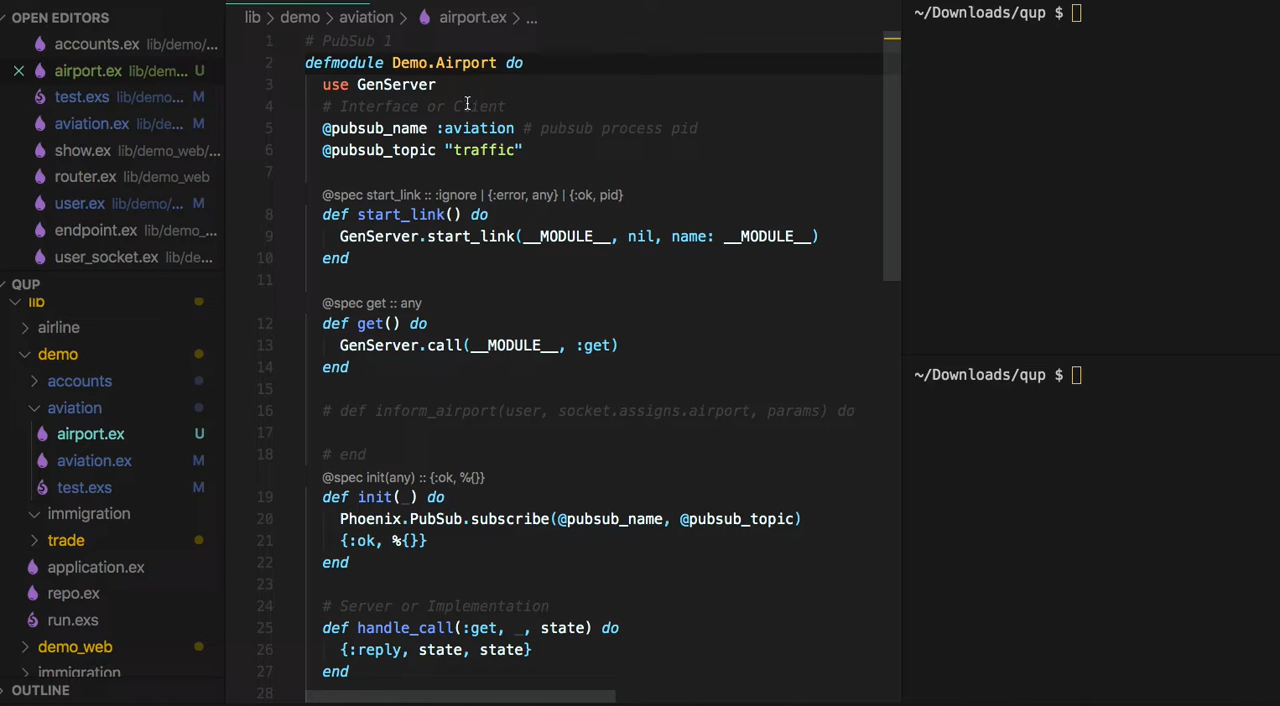 OPEN EDITORS
accounts.ex lib/demo/...
airport.ex lib/dem... U
test.exs lib/demo... M
aviation.ex lib/de... M
show.ex lib/demo_web/...
router.ex lib/demo_web
user.ex lib/demo/... M
endpoint.ex lib/demo_...
user_socket.ex lib/de...
QUP
lib
airline
demo
accounts
aviation
airport.ex U
aviation.ex M
test.exs M
immigration
trade
application.ex
repo.ex
run.exs
demo_web
immigration
OUTLINE
lib > demo > aviation > airport.ex > ...
1 # PubSub 1
2 defmodule Demo.Airport do
3 use GenServer
4 # Interface or Client
5 @pubsub_name :aviation # pubsub process pid
6 @pubsub_topic "traffic"
7
@spec start_link :: :ignore | {:error, any} | {:ok, pid}
8 def start_link() do
9 GenServer.start_link(__MODULE__, nil, name: __MODULE__)
10 end
11
@spec get :: any
12 def get() do
13 GenServer.call(__MODULE__, :get)
14 end
15
16 # def inform_airport(user, socket.assigns.airport, params) do
17
18 # end
@spec init(any) :: {:ok, %{}}
19 def init(_) do
20 Phoenix.PubSub.subscribe(@pubsub_name, @pubsub_topic)
21 {:ok, %{}}
22 end
23
24 # Server or Implementation
25 def handle_call(:get, _, state) do
26 {:reply, state, state}
27 end
28
~/Downloads/qup $
~/Downloads/qup $